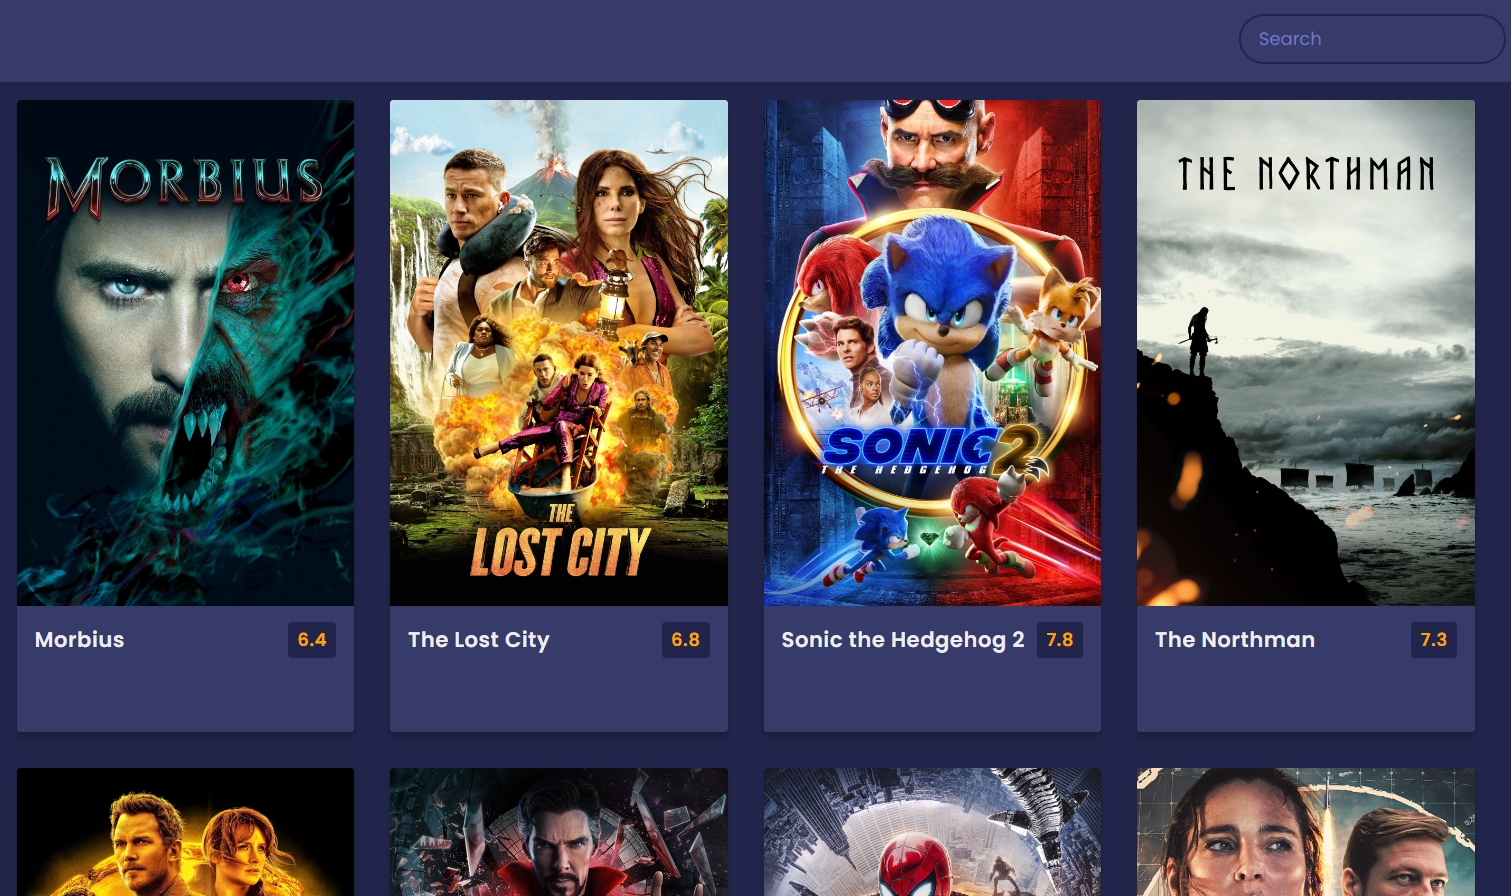 Search
MORBIUS
THE
LOST CITY
SONIC 2
THE HEDGEHOG
THE NORTHMAN
Morbius
6.4
The Lost City
6.8
Sonic the Hedgehog 2
7.8
The Northman
7.3